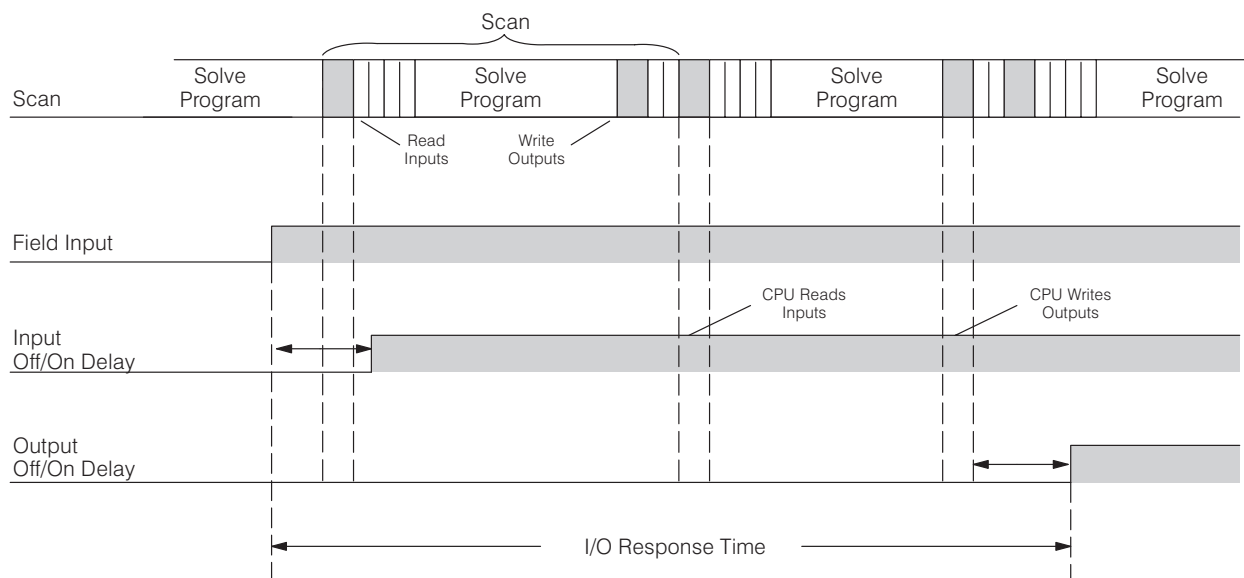 Scan
Scan
Solve
Program
Solve
Program
Solve
Program
Solve
Program
Read
Inputs
Write
Outputs
Field Input
CPU Reads
Inputs
CPU Writes
Outputs
Input
Off/On Delay
Output
Off/On Delay
I/O Response Time